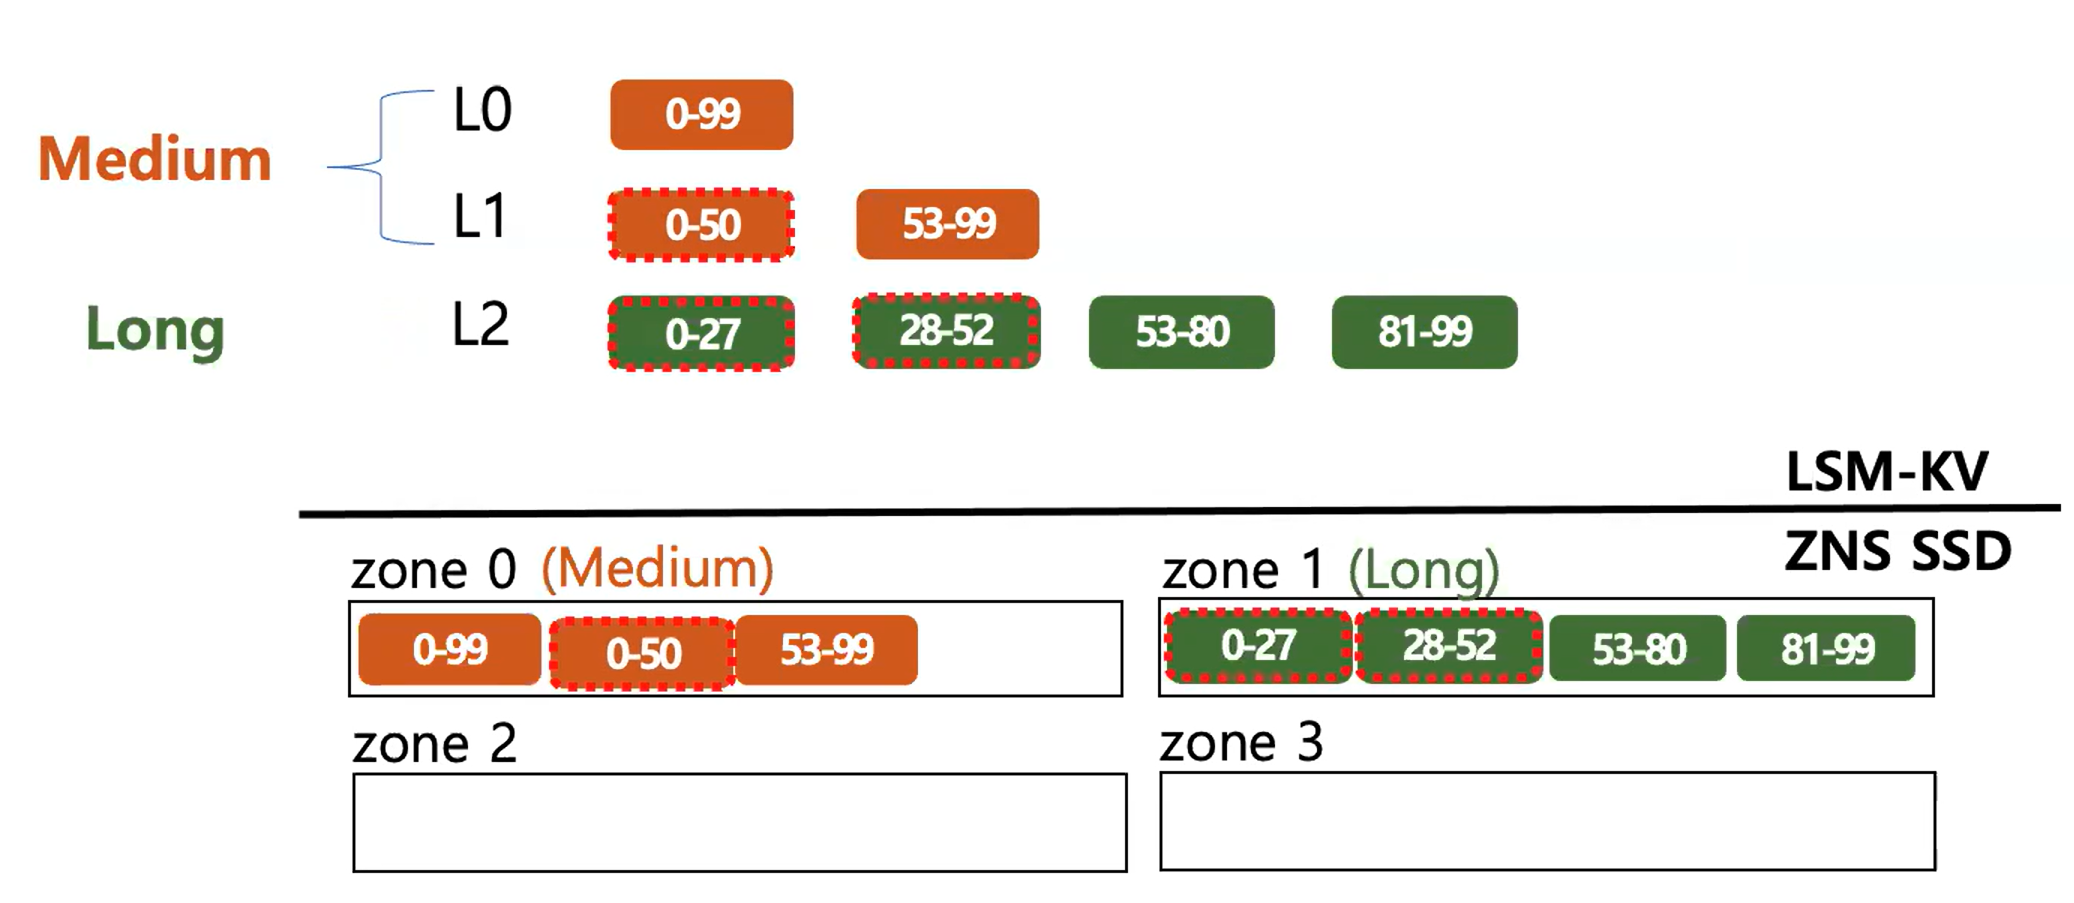 L0 0-99
Medium
L1 0-50 53-99
Long L2 0-27 28-52 53-80 81-99
LSM-KV
ZNS SSD
zone 0 (Medium) zone 1 (Long)
0-99 0-50 53-99 0-27 28-52 53-80 81-99
zone 2 zone 3